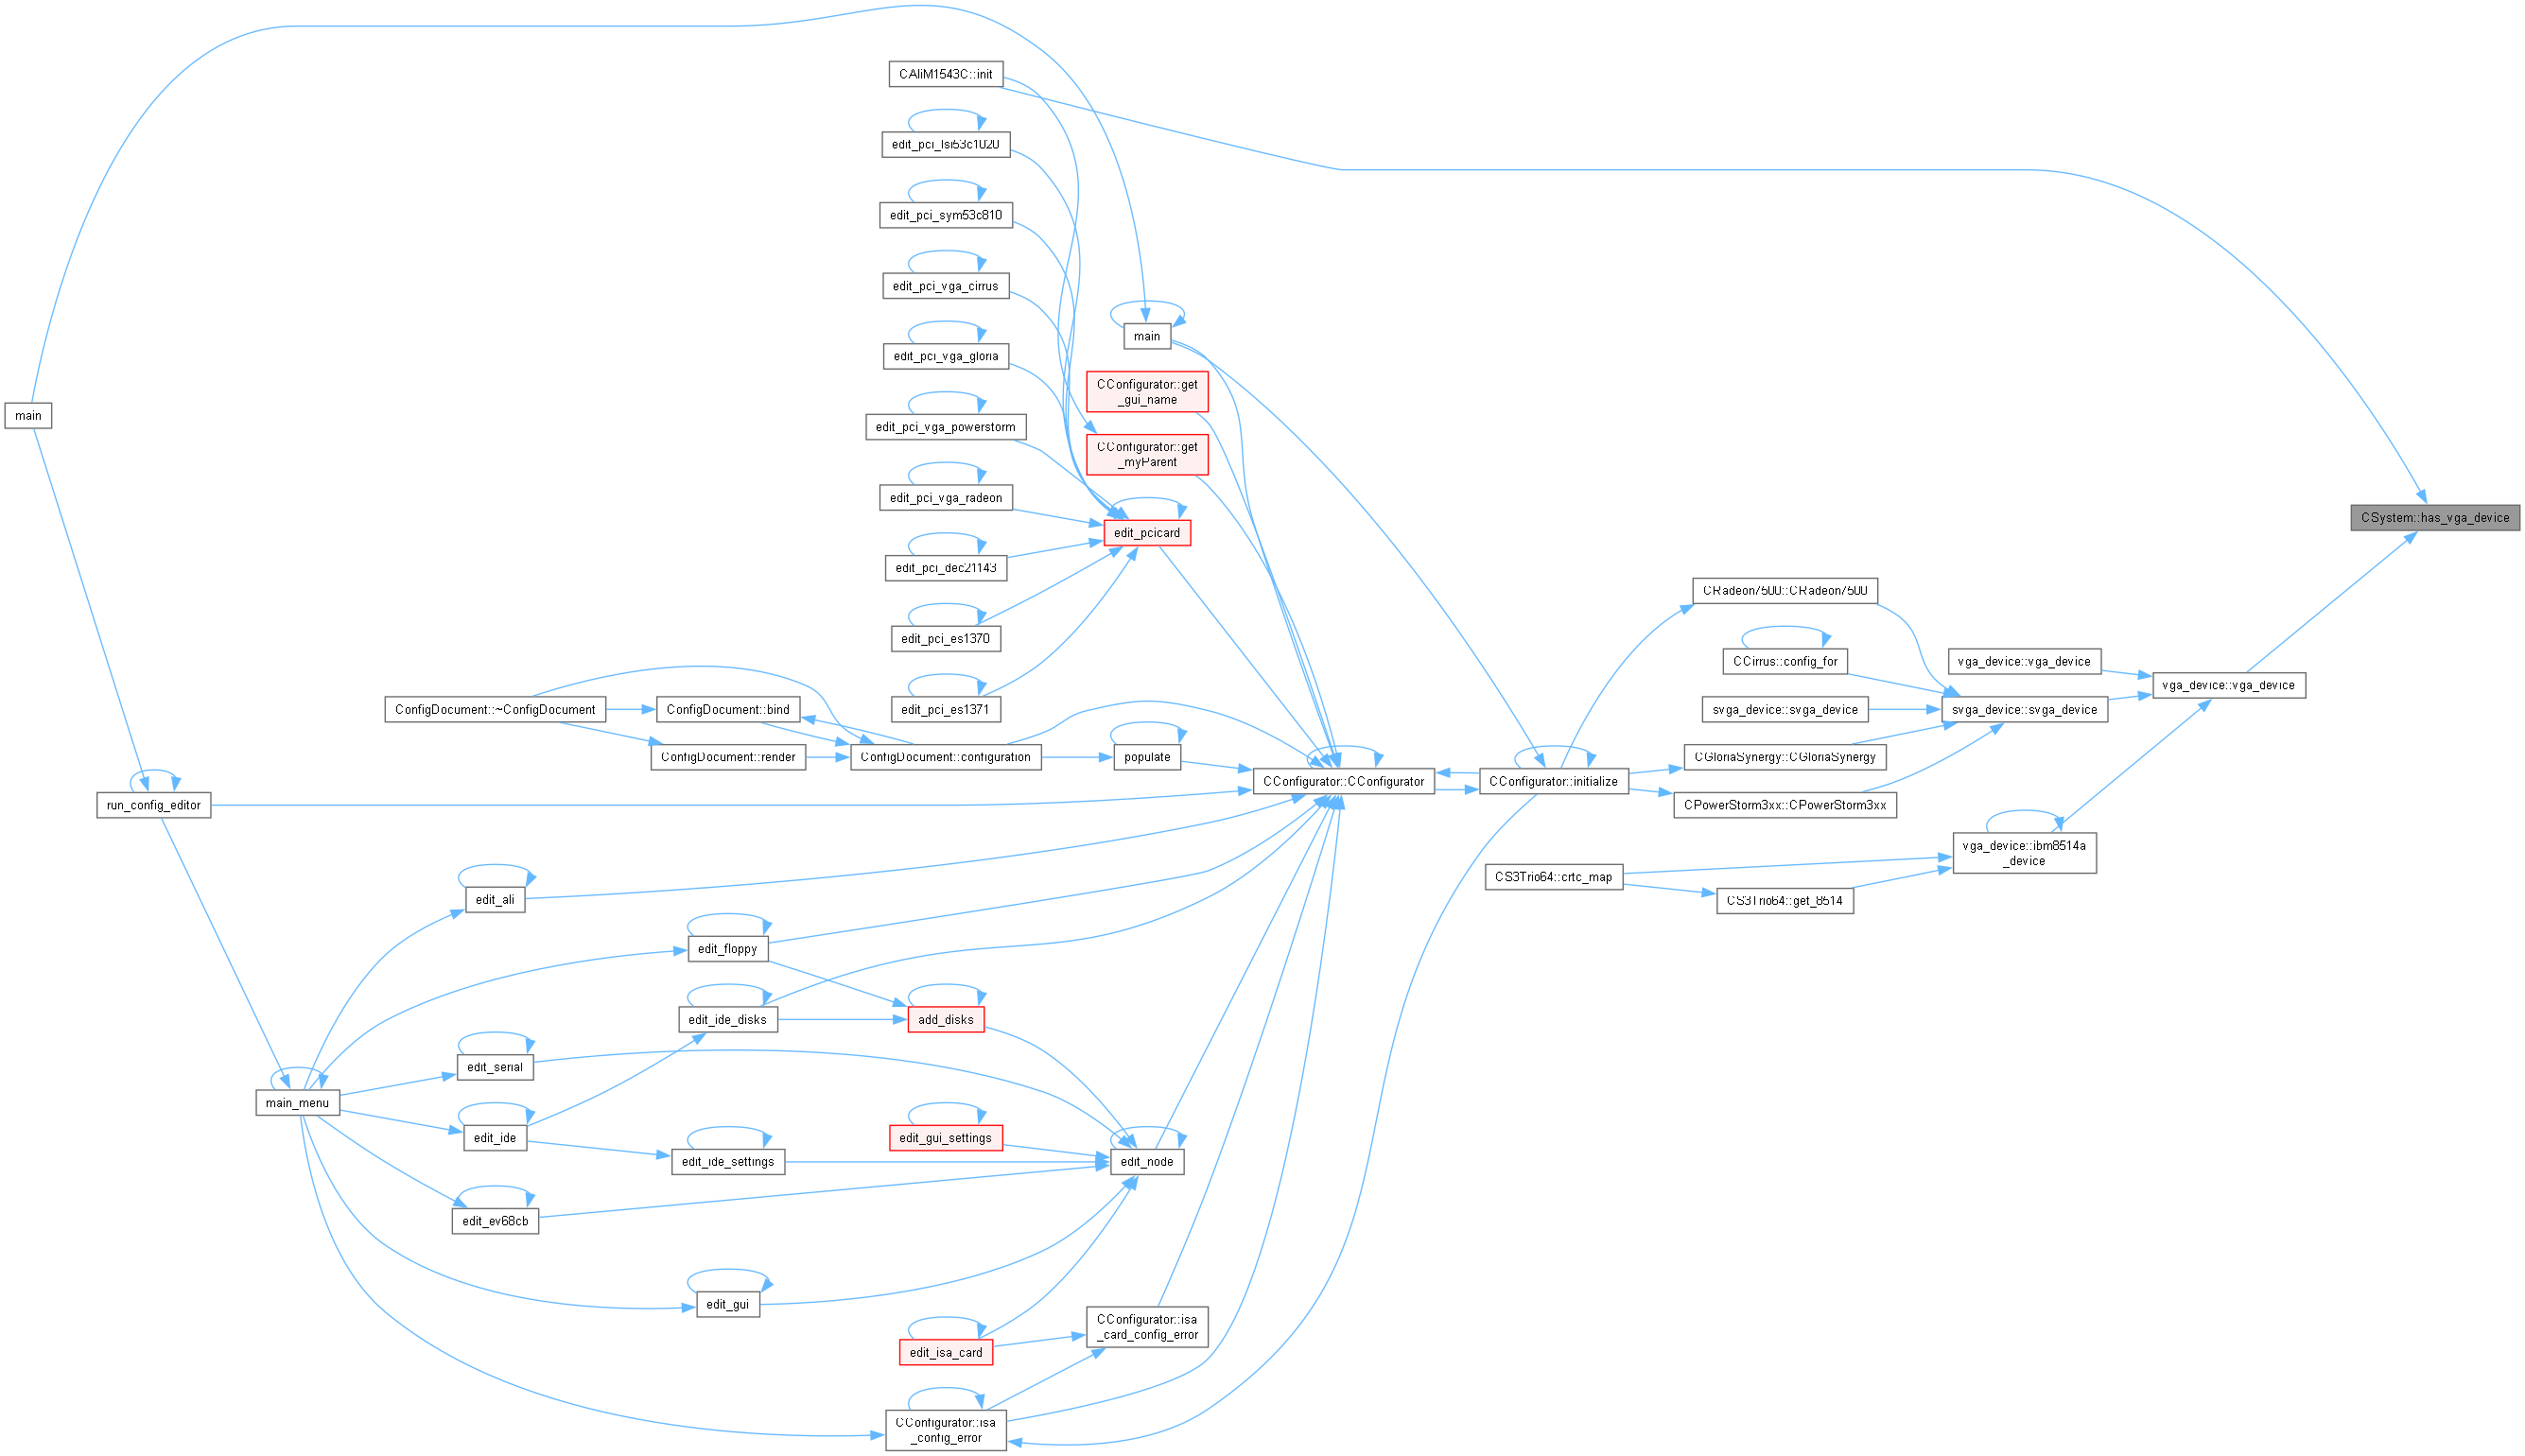 CAliM1543C::init
edit_pci_lsi53c1020
edit_pci_sym53c810
edit_pci_vga_cirrus
main
edit_pci_vga_gloria
CConfigurator::get
_gui_name
main
edit_pci_vga_powerstorm
CConfigurator::get
_myParent
edit_pci_vga_radeon
CSystem::has_vga_device
edit_pcicard
edit_pci_dec21143
CRadeon7500::CRadeon7500
edit_pci_es1370
CCirrus::config_for
vga_device::vga_device
vga_device::vga_device
ConfigDocument::~ConfigDocument
ConfigDocument::bind
edit_pci_es1371
svga_device::svga_device
svga_device::svga_device
ConfigDocument::render
ConfigDocument::configuration
populate
CGloriaSynergy::CGloriaSynergy
CConfigurator::CConfigurator
CConfigurator::initialize
run_config_editor
CPowerStorm3xx::CPowerStorm3xx
vga_device::ibm8514a
_device
CS3Trio64::crtc_map
edit_ali
CS3Trio64::get_8514
edit_floppy
edit_ide_disks
add_disks
edit_serial
main_menu
edit_ide
edit_gui_settings
edit_ide_settings
edit_node
edit_ev68cb
edit_gui
CConfigurator::isa
_card_config_error
edit_isa_card
CConfigurator::isa
_config_error